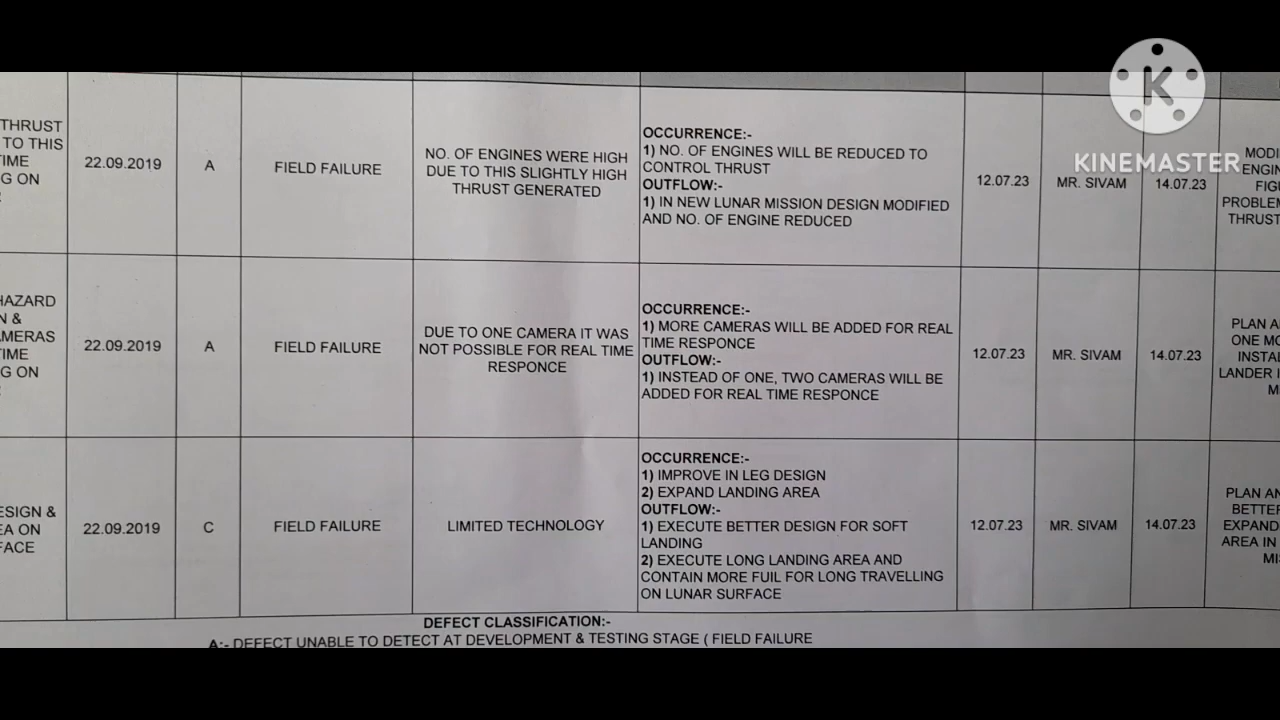 THRUST
TO THIS
TIME
G ON
22.09.2019
A
FIELD FAILURE
NO. OF ENGINES WERE HIGH
DUE TO THIS SLIGHTLY HIGH
THRUST GENERATED
OCCURRENCE:-
1) NO. OF ENGINES WILL BE REDUCED TO
CONTROL THRUST
OUTFLOW:-
1) IN NEW LUNAR MISSION DESIGN MODIFIED
AND NO. OF ENGINE REDUCED
12.07.23
MR. SIVAM
14.07.23
MODI
ENGIN
FIGU
PROBLEM
THRUST
KINEMASTER
HAZARD
N &
AMERAS
TIME
G ON
22.09.2019
A
FIELD FAILURE
DUE TO ONE CAMERA IT WAS
NOT POSSIBLE FOR REAL TIME
RESPONCE
OCCURRENCE:-
1) MORE CAMERAS WILL BE ADDED FOR REAL
TIME RESPONCE
OUTFLOW:-
1) INSTEAD OF ONE, TWO CAMERAS WILL BE
ADDED FOR REAL TIME RESPONCE
12.07.23
MR. SIVAM
14.07.23
PLAN A
ONE MO
INSTAL
LANDER I
M
ESIGN &
EA ON
FACE
22.09.2019
C
FIELD FAILURE
LIMITED TECHNOLOGY
OCCURRENCE:-
1) IMPROVE IN LEG DESIGN
2) EXPAND LANDING AREA
OUTFLOW:-
1) EXECUTE BETTER DESIGN FOR SOFT
LANDING
2) EXECUTE LONG LANDING AREA AND
CONTAIN MORE FUIL FOR LONG TRAVELLING
ON LUNAR SURFACE
12.07.23
MR. SIVAM
14.07.23
PLAN AN
BETTER
EXPAND
AREA IN
MIS
DEFECT CLASSIFICATION:-
A:- DEFECT UNABLE TO DETECT AT DEVELOPMENT & TESTING STAGE ( FIELD FAILURE